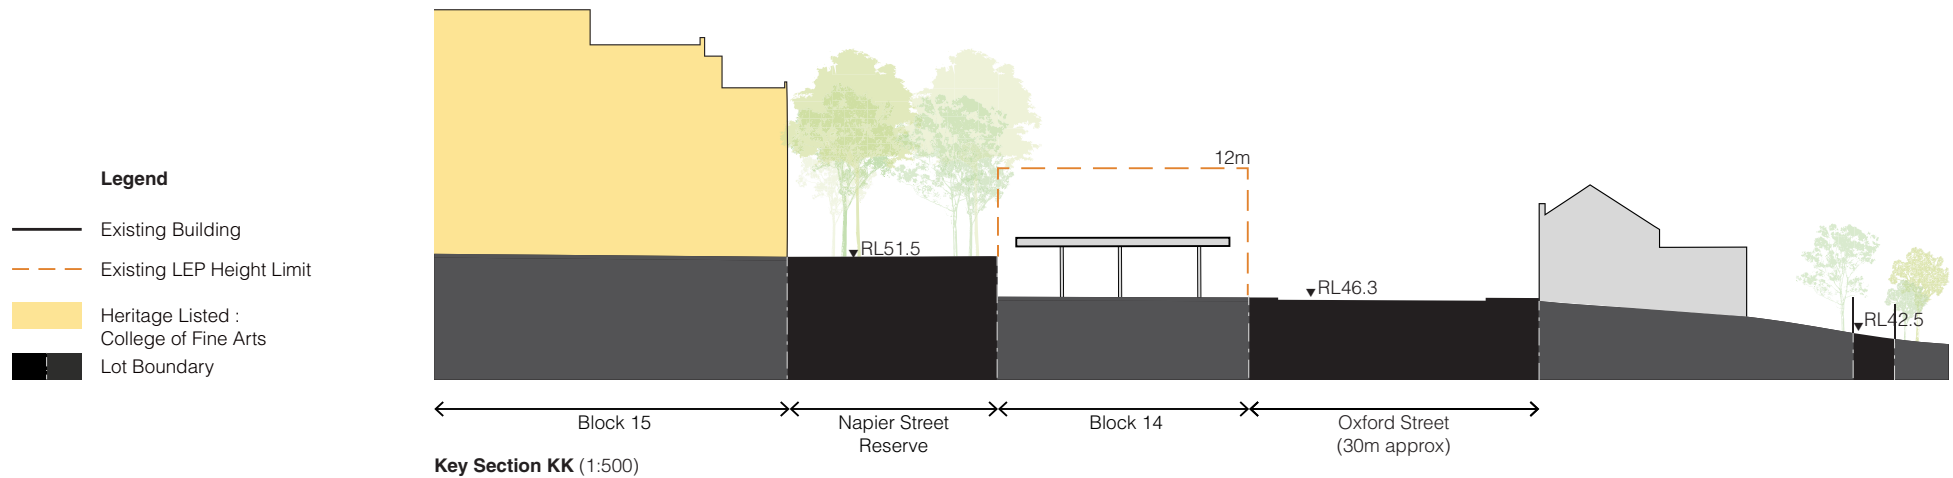 Legend
Existing Building
Existing LEP Height Limit
Heritage Listed :
College of Fine Arts
Lot Boundary
12m
RL51.5
RL46.3
RL42.5
Block 15
Napier Street
Reserve
Block 14
Oxford Street
(30m approx)
Key Section KK (1:500)